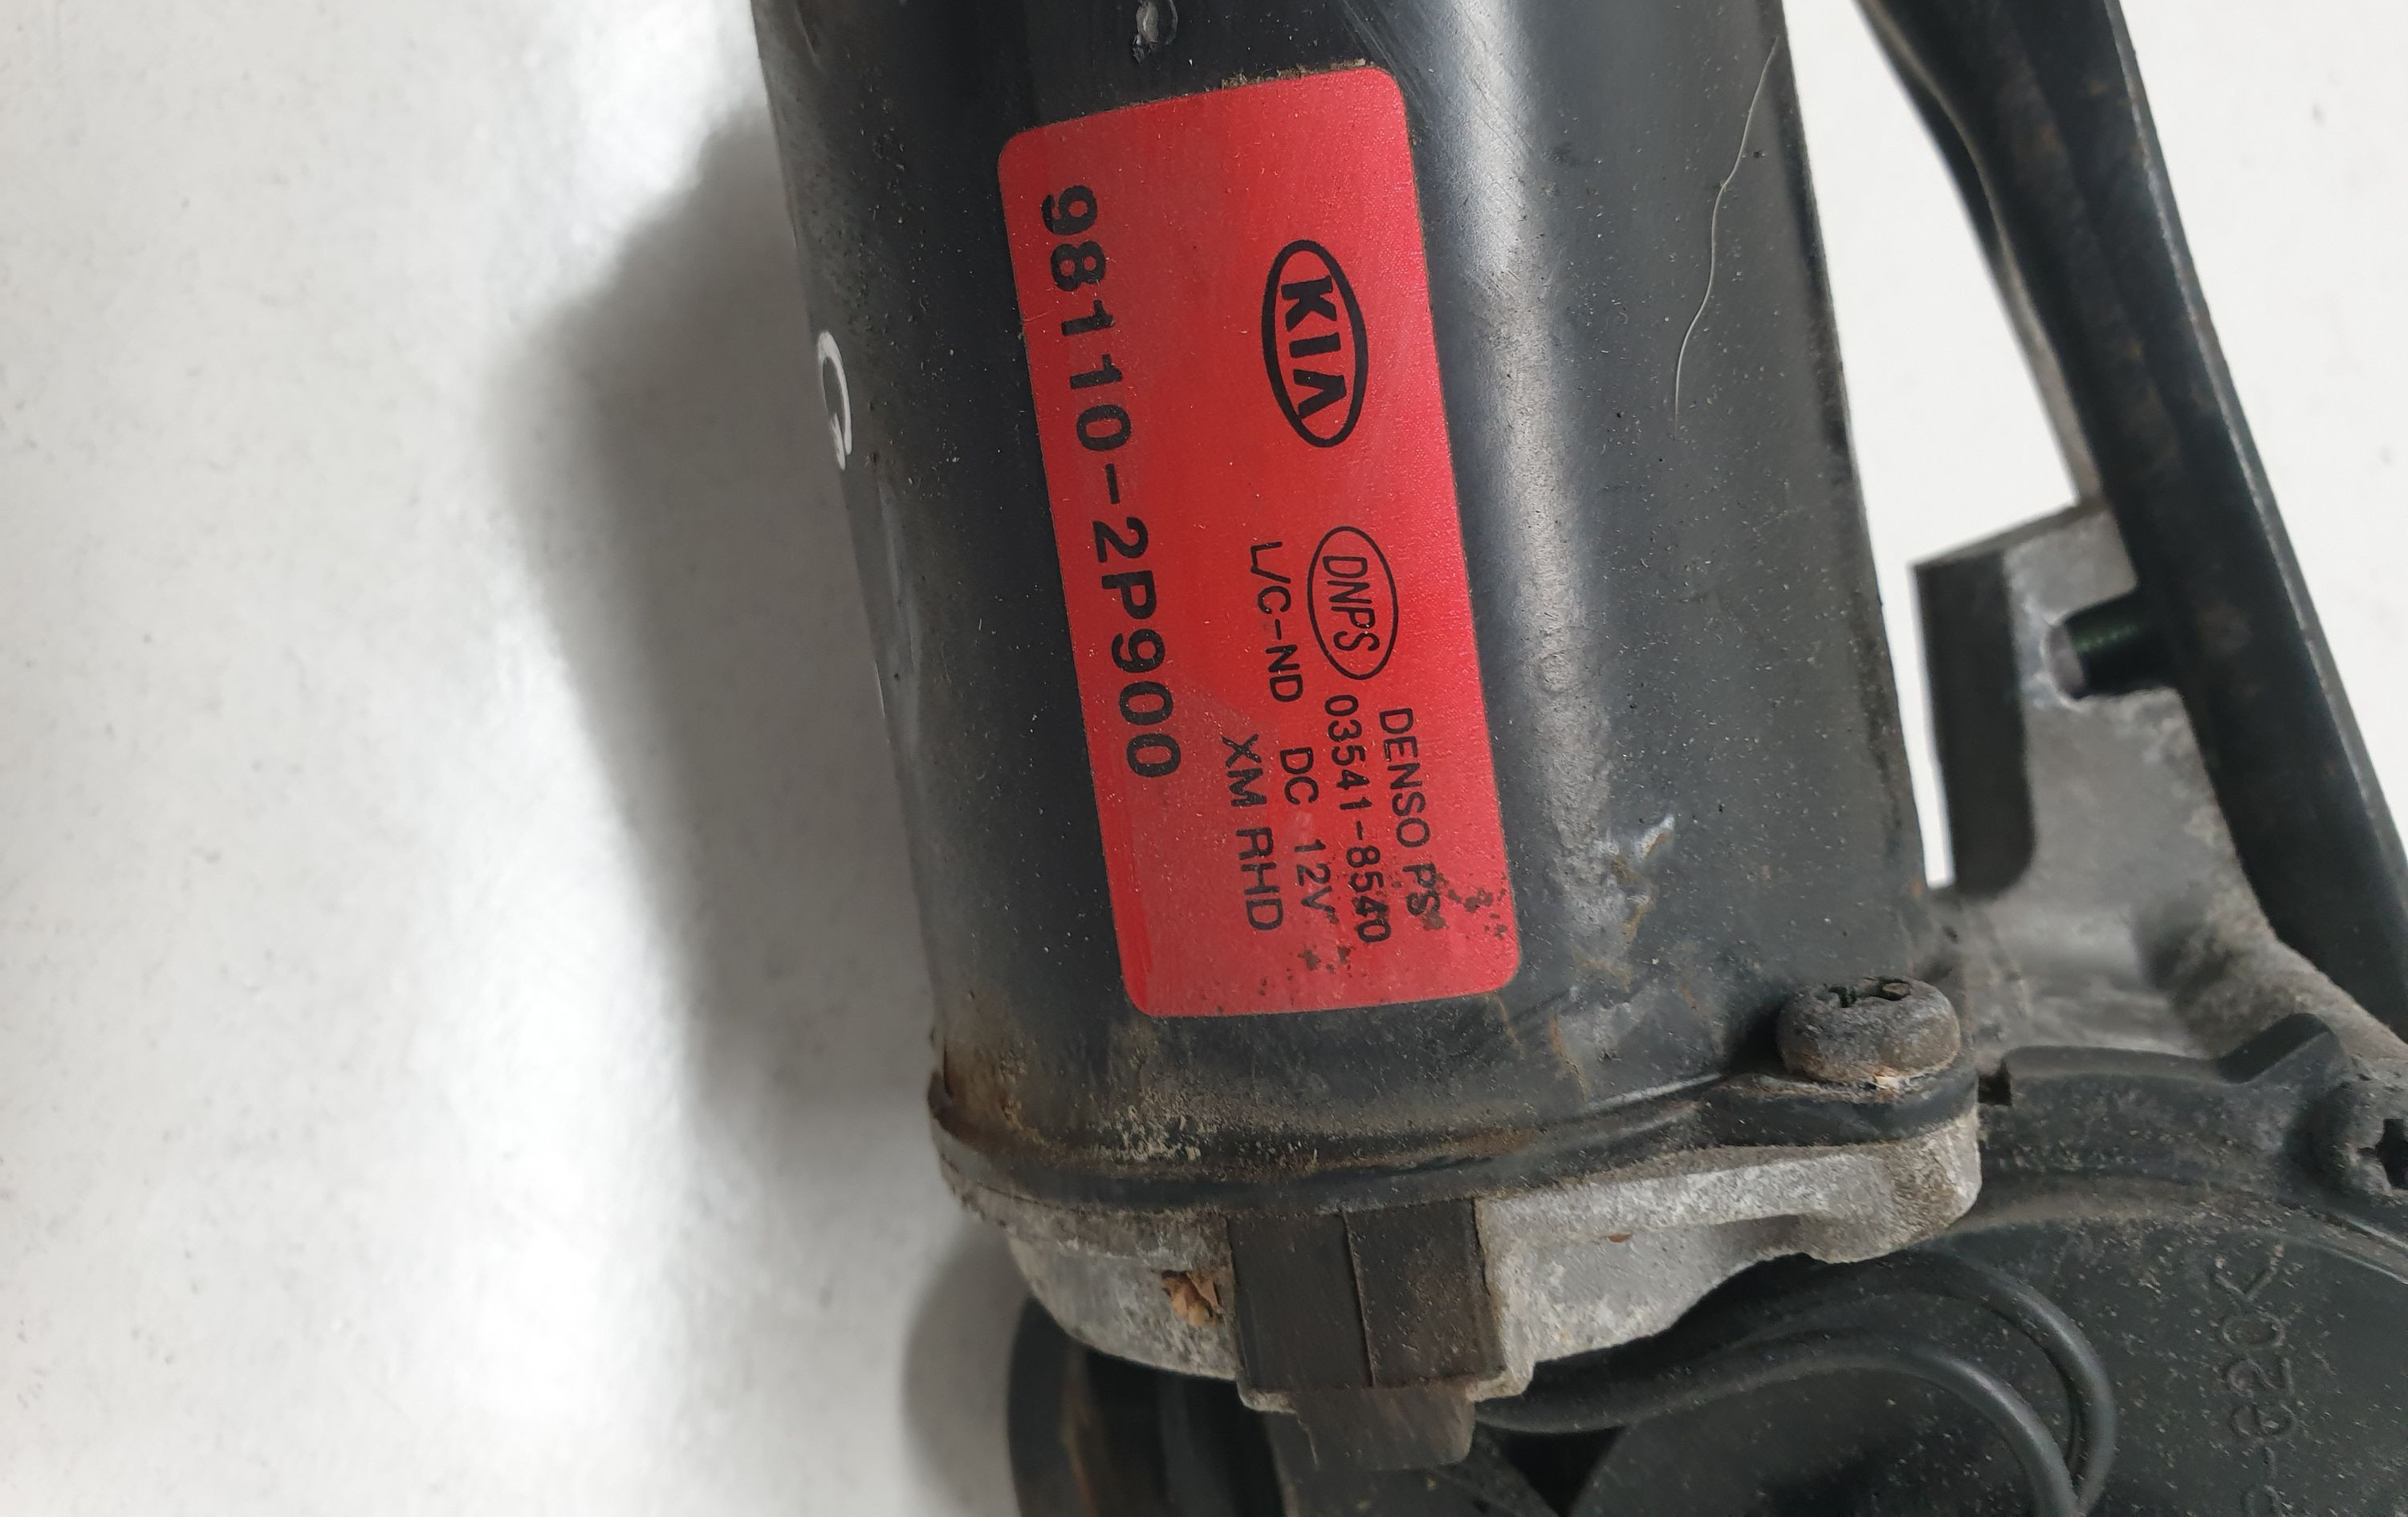 KIA
DENSO PS
DNPS 03541-8540
L/C-ND DC 12V
XM RHD
98110-2P900